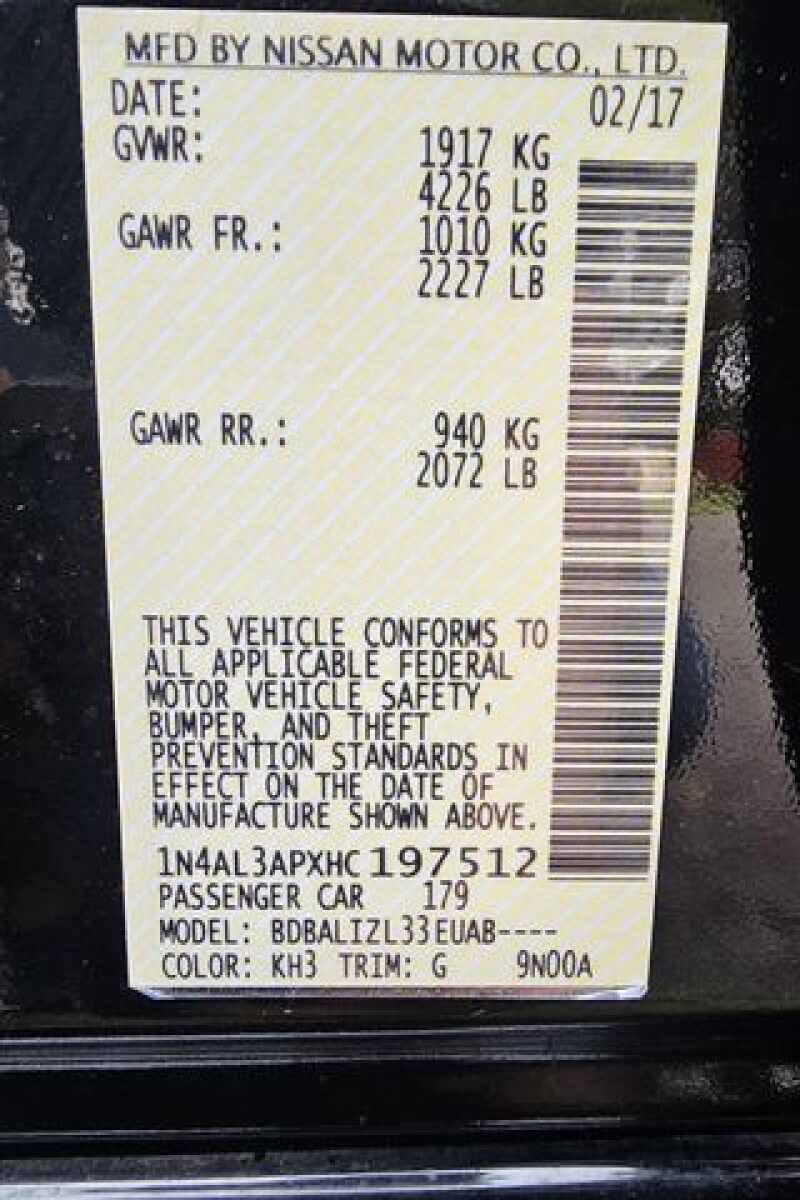 MFD BY NISSAN MOTOR CO., LTD.
DATE: 02/17
GVWR: 1917 KG
4226 LB
GAWR FR.: 1010 KG
2227 LB
GAWR RR.: 940 KG
2072 LB
THIS VEHICLE CONFORMS TO
ALL APPLICABLE FEDERAL
MOTOR VEHICLE SAFETY,
BUMPER, AND THEFT
PREVENTION STANDARDS IN
EFFECT ON THE DATE OF
MANUFACTURE SHOWN ABOVE.
1N4AL3APXHC197512
PASSENGER CAR 179
MODEL: BDBALIZL33EUAB----
COLOR: KH3 TRIM: G 9N00A